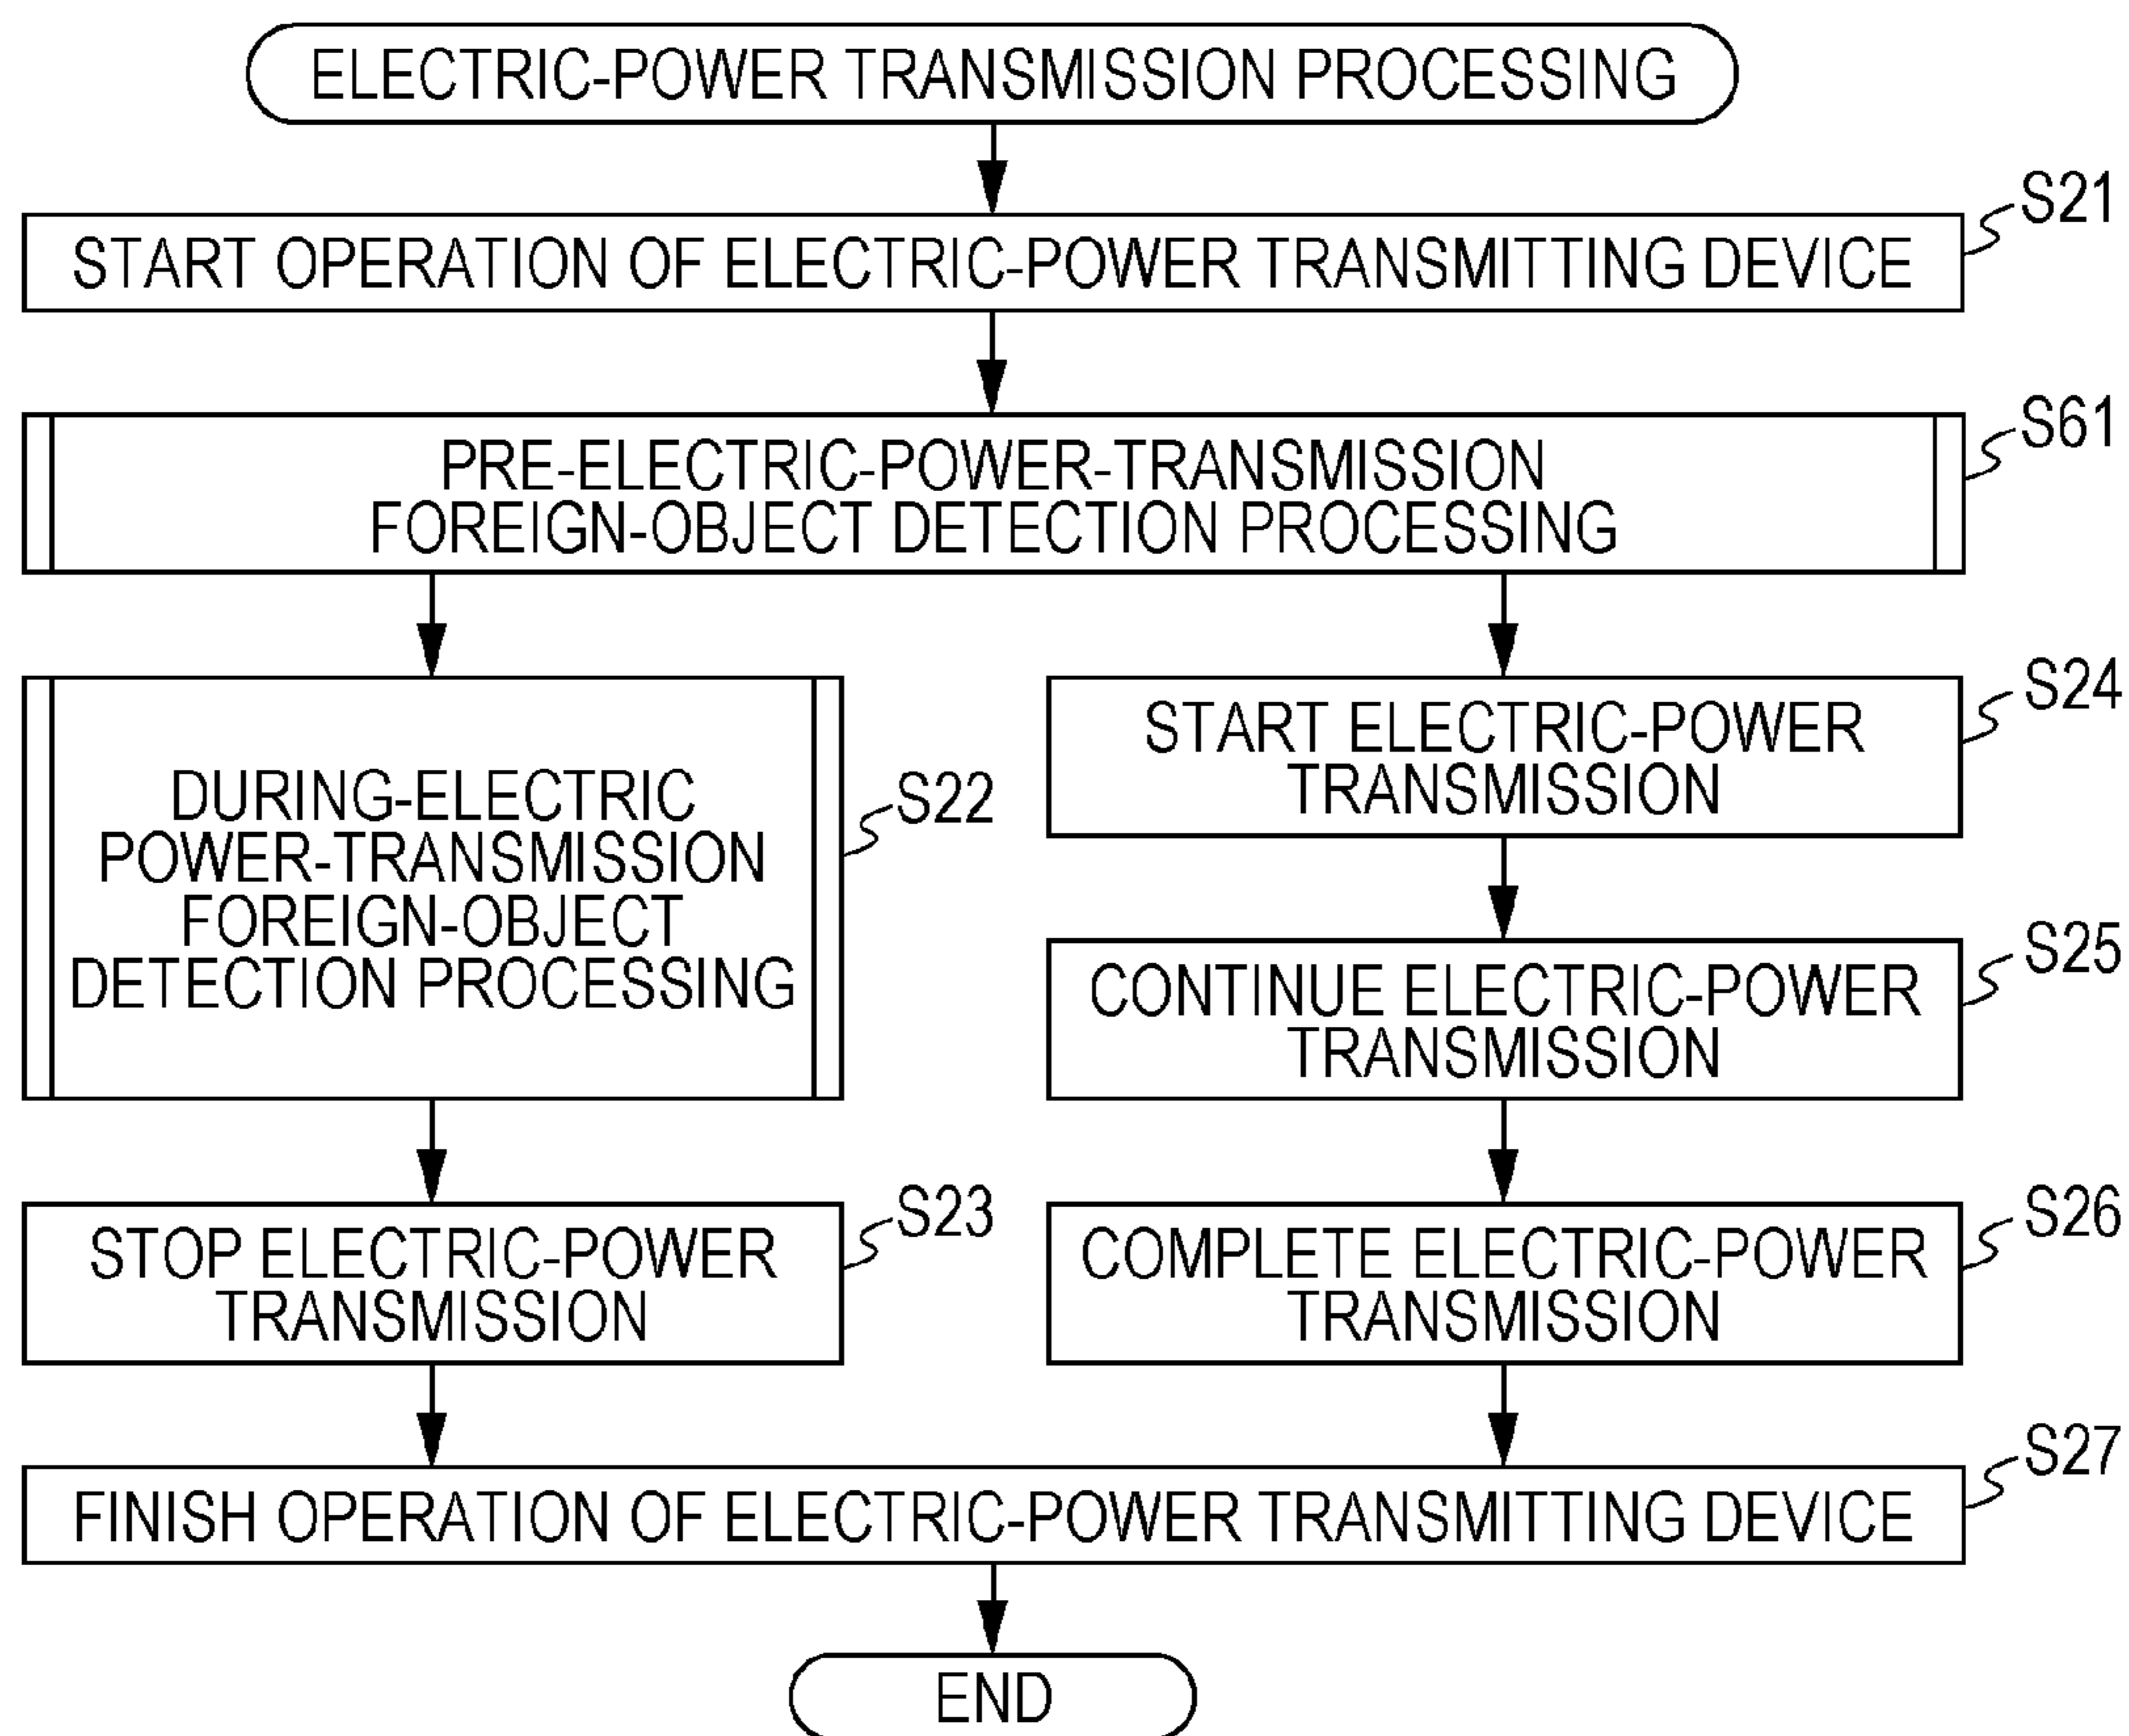 ELECTRIC-POWER TRANSMISSION PROCESSING
S21
START OPERATION OF ELECTRIC-POWER TRANSMITTING DEVICE
S61
PRE-ELECTRIC-POWER-TRANSMISSION
FOREIGN-OBJECT DETECTION PROCESSING
S22
DURING-ELECTRIC
POWER-TRANSMISSION
FOREIGN-OBJECT
DETECTION PROCESSING
S23
STOP ELECTRIC-POWER
TRANSMISSION
S24
START ELECTRIC-POWER
TRANSMISSION
S25
CONTINUE ELECTRIC-POWER
TRANSMISSION
S26
COMPLETE ELECTRIC-POWER
TRANSMISSION
S27
FINISH OPERATION OF ELECTRIC-POWER TRANSMITTING DEVICE
END